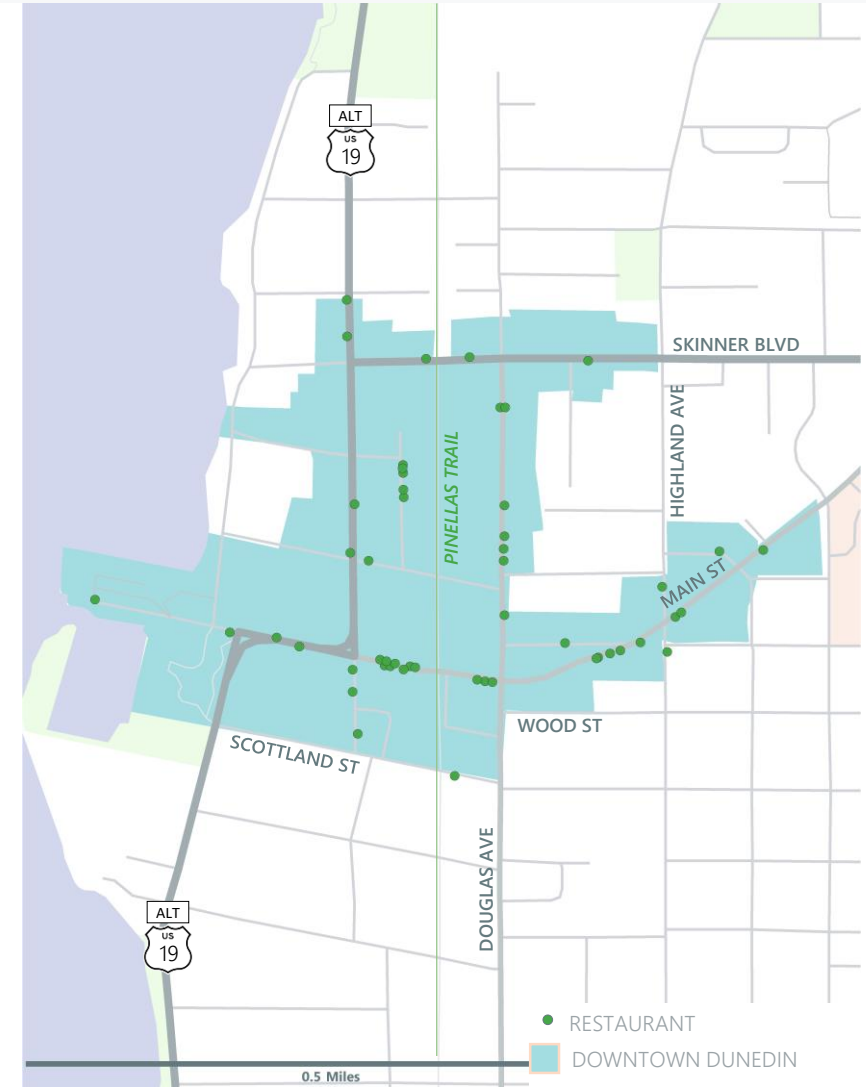 ALT
US
19
SKINNER BLVD
HIGHLAND AVE
PINELLAS TRAIL
MAIN ST
WOOD ST
SCOTTLAND ST
DOUGLAS AVE
ALT
US
19
RESTAURANT
DOWNTOWN DUNEDIN
0.5 Miles